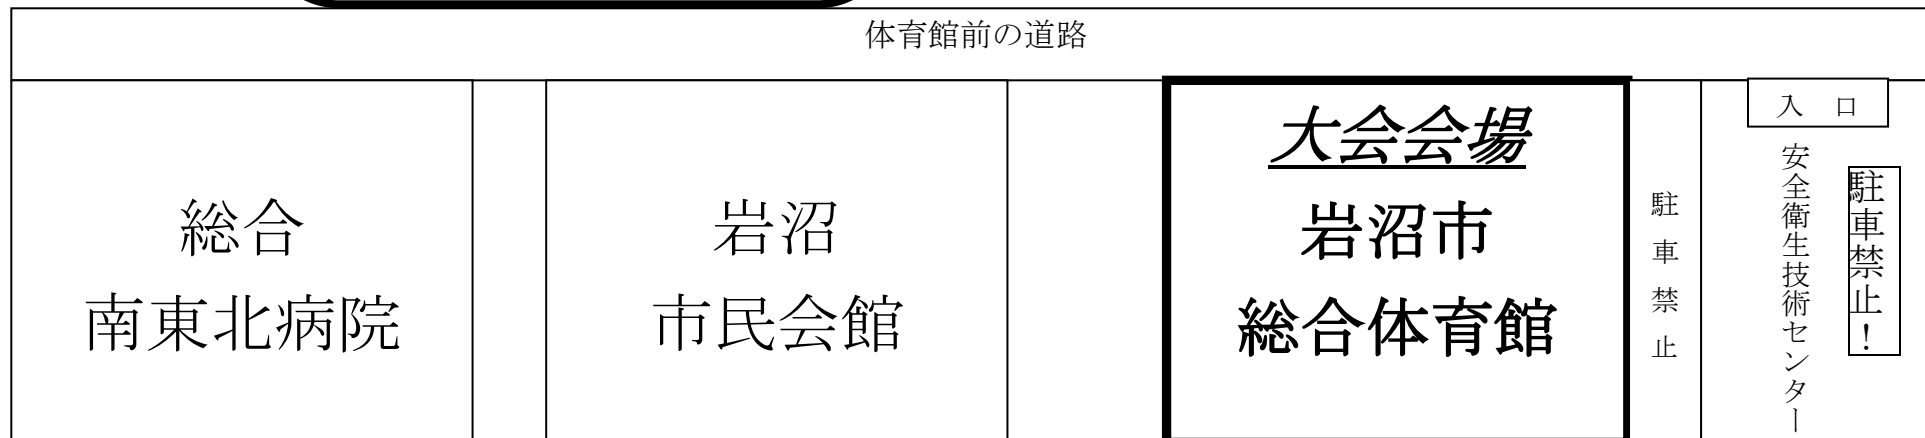 体育館前の道路
総合
南東北病院
岩沼
市民会館
大会会場
岩沼市
総合体育館
駐車禁止
入 口
安全衛生技術センター
駐車禁止!